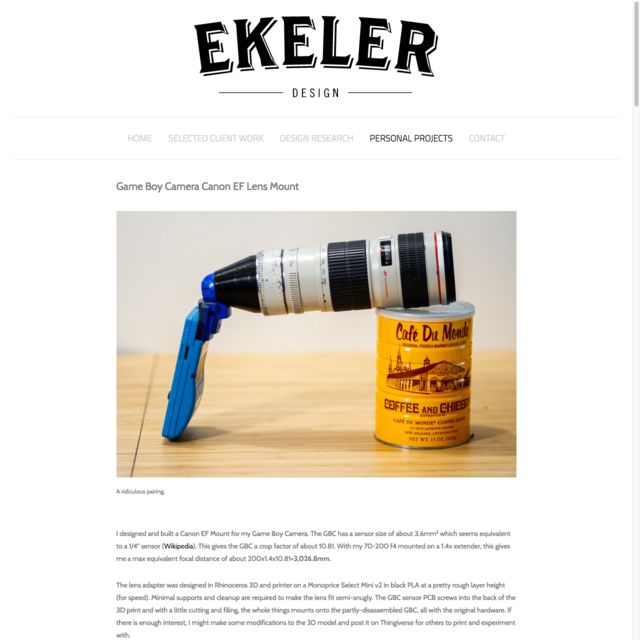 EKELER
DESIGN
HOME SELECTED CLIENT WORK DESIGN RESEARCH PERSONAL PROJECTS CONTACT
Game Boy Camera Canon EF Lens Mount
Café Du Monde
COFFEE AND
CAFÉ DU MONDE® COFFEE
NEW ORLEANS, LOUISIANA
NET WT. 15 OZ.
A ridiculous pairing.
I designed and built a Canon EF Mount for my Game Boy Camera. The GBC has a sensor size of about 3.6mm² which seems equivalent
to a 1/4" sensor (Wikipedia). This gives the GBC a crop factor of about 10.81. With my 70-200 f4 mounted on a 1.4x extender, this gives
me a max equivalent focal distance of about 200x1.4x10.81=3,026.8mm.
The lens adapter was designed in Rhinoceros 3D and printer on a Monoprice Select Mini v2 in black PLA at a pretty rough layer height
(for speed). Minimal supports and cleanup are required to make the lens fit semi-snugly. The GBC sensor PCB screws into the back of the
3D print and with a little cutting and filing, the whole things mounts onto the partly-disassembled GBC, all with the original hardware. If
there is enough interest, I might make some modifications to the 3D model and post it on Thingiverse for others to print and experiment
with.